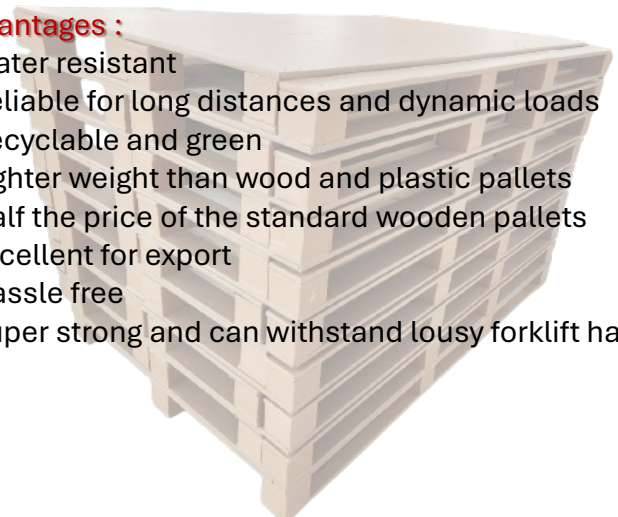 antages :
ater resistant
eliable for long distances and dynamic loads
ecyclable and green
ghter weight than wood and plastic pallets
alf the price of the standard wooden pallets
cellent for export
assle free
uper strong and can withstand lousy forklift ha